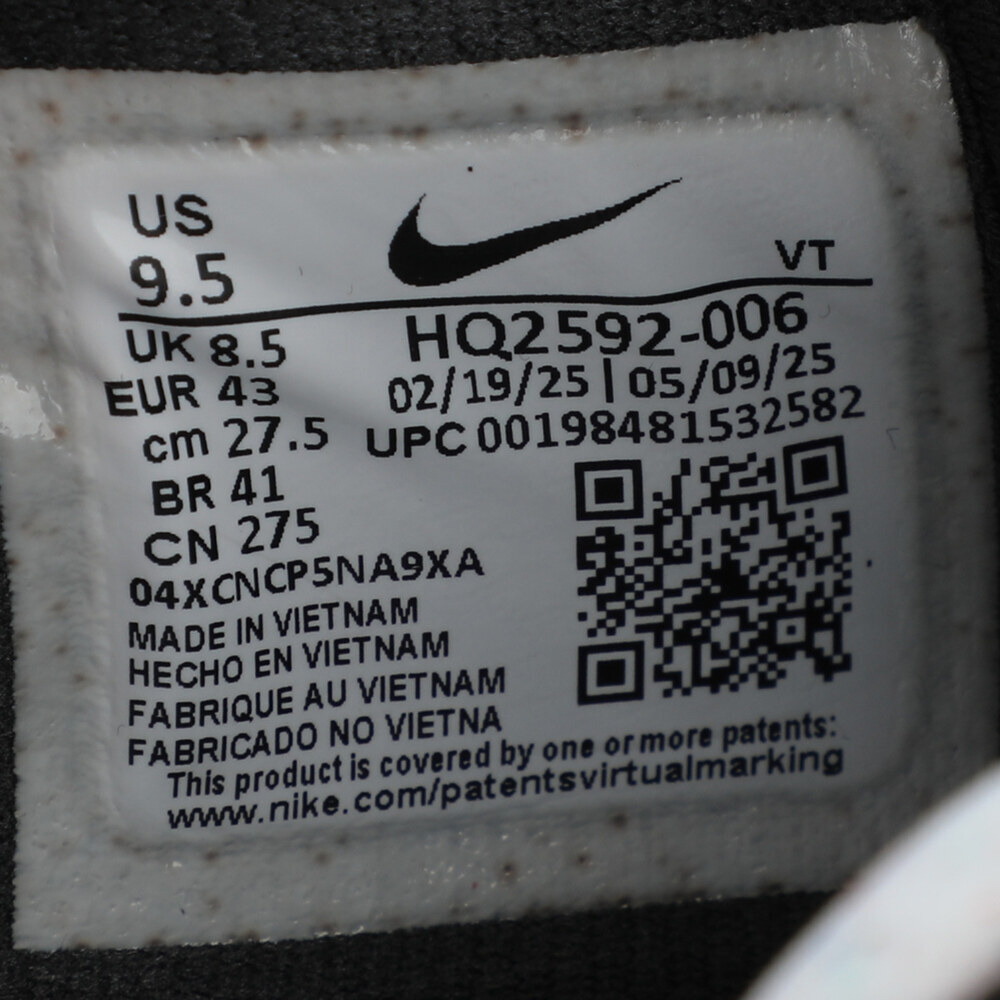 US
9.5
VT
UK 8.5
HQ2592-006
EUR 43
02/19/25 | 05/09/25
cm 27.5
UPC 00198481532582
BR 41
CN 275
04XCNCP5NA9XA
MADE IN VIETNAM
HECHO EN VIETNAM
FABRIQUE AU VIETNAM
FABRICADO NO VIETNA
This product is covered by one or more patents:
www.nike.com/patentsvirtualmarking